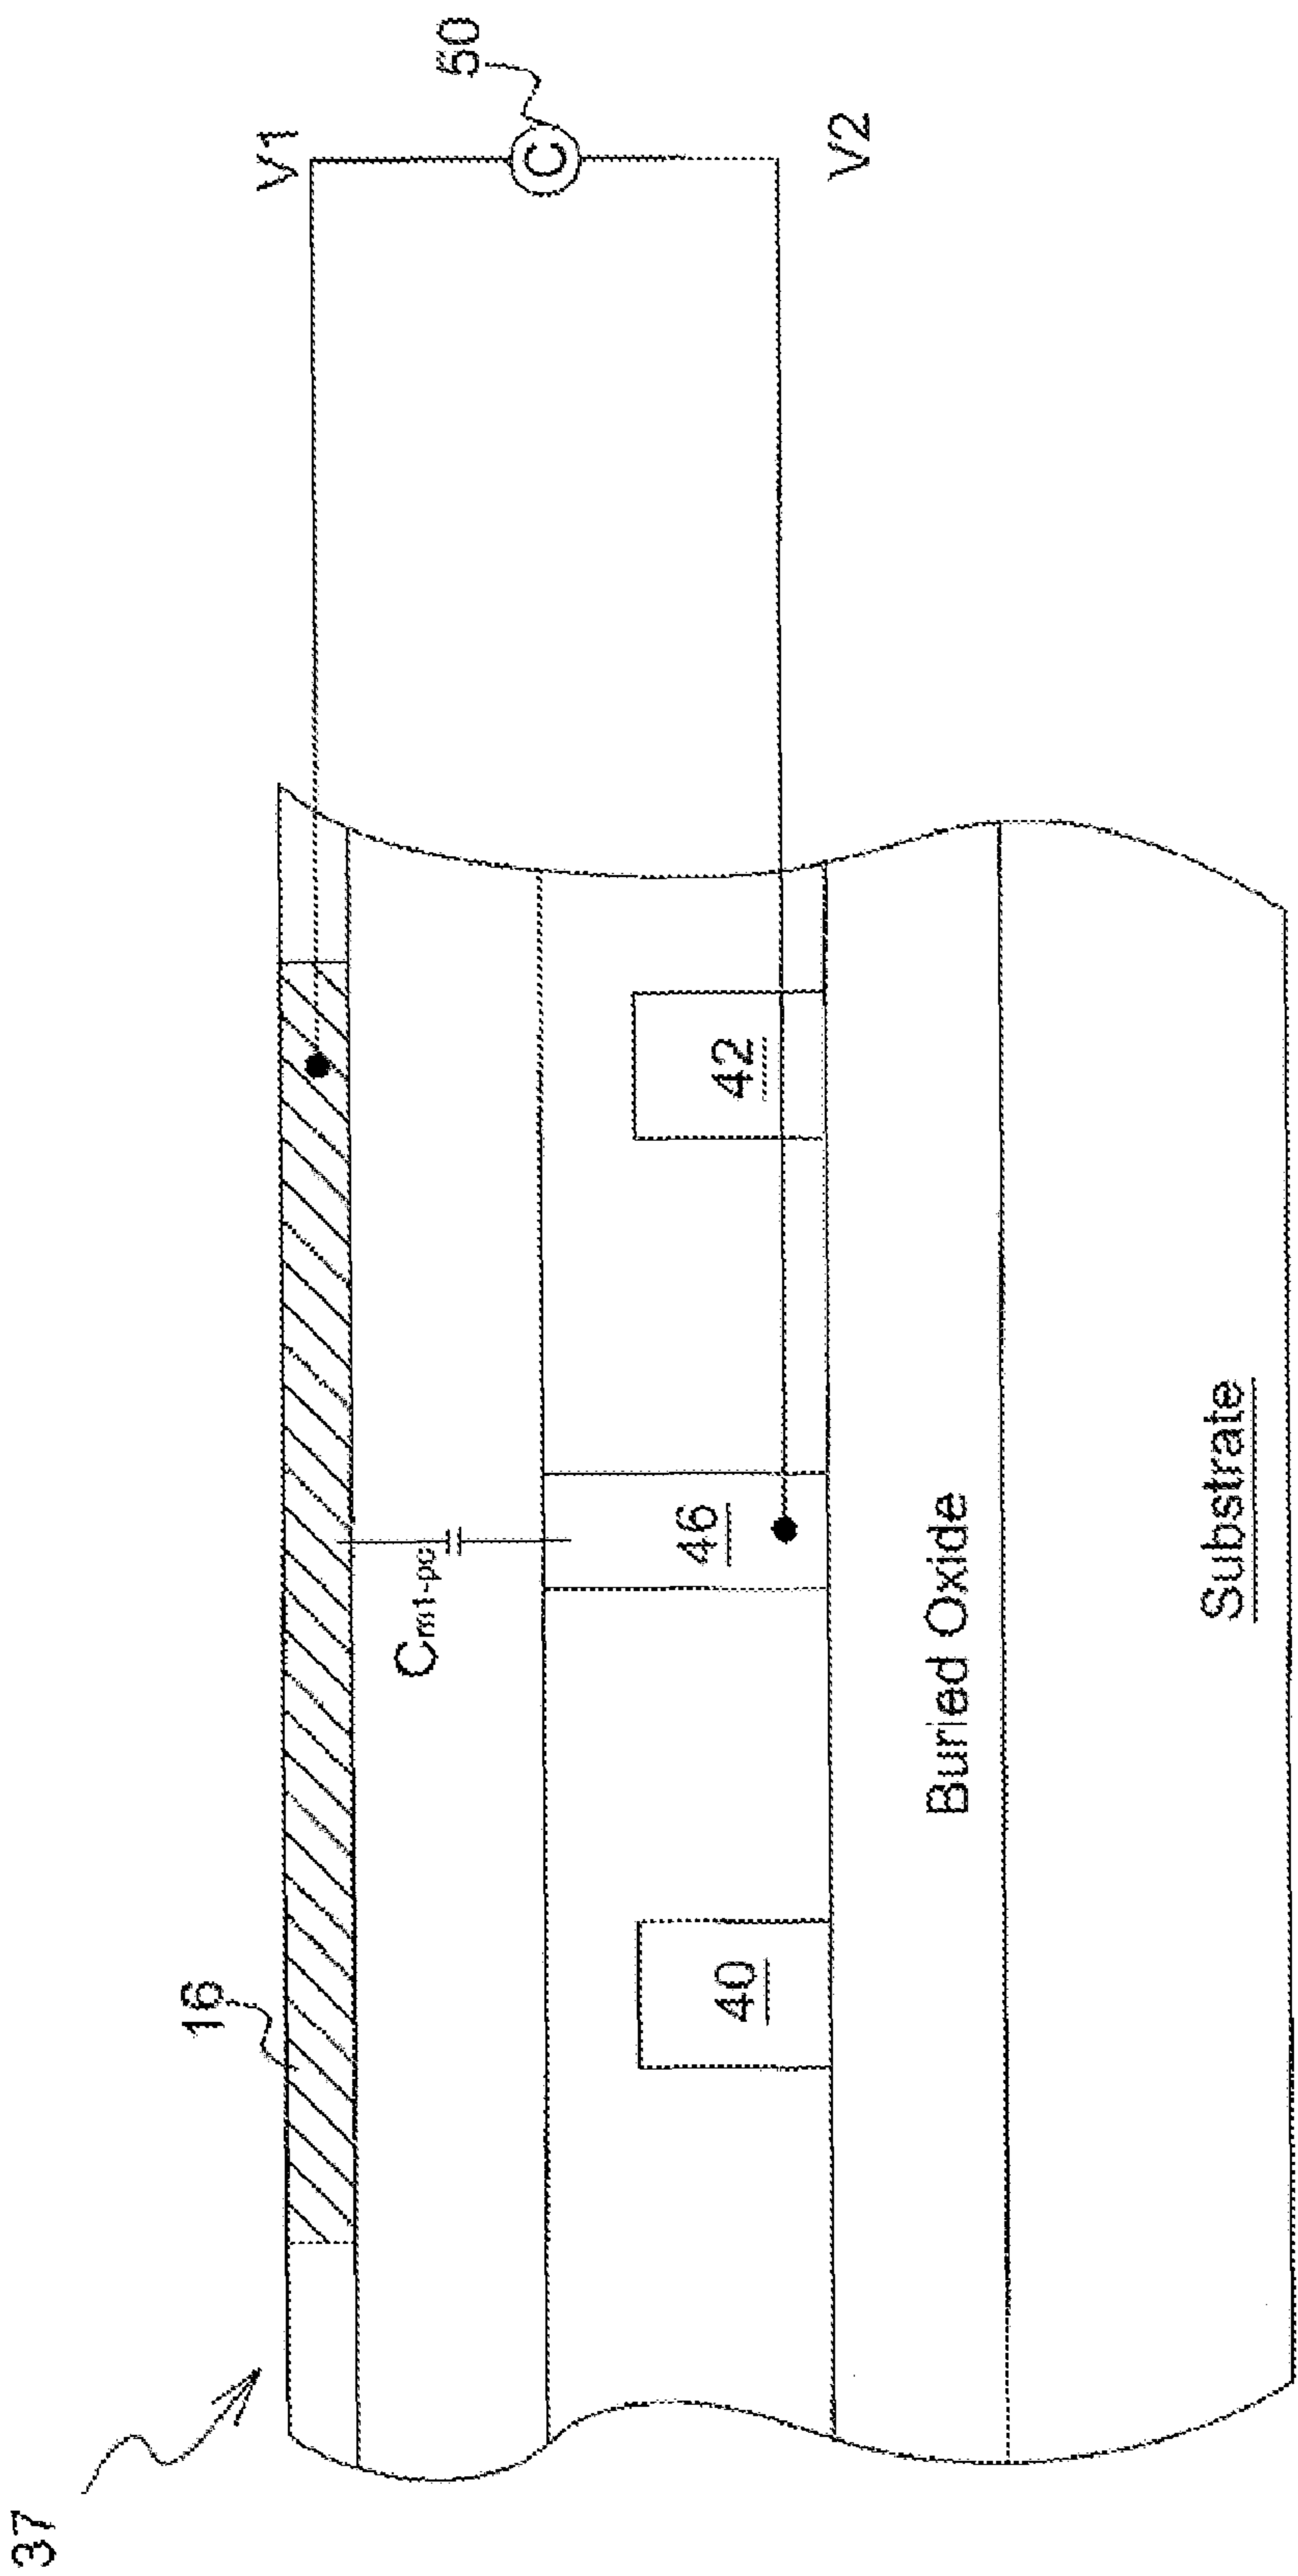 37
16
V1
50
C
V2
Cm1-pc
40
46
42
Buried Oxide
Substrate